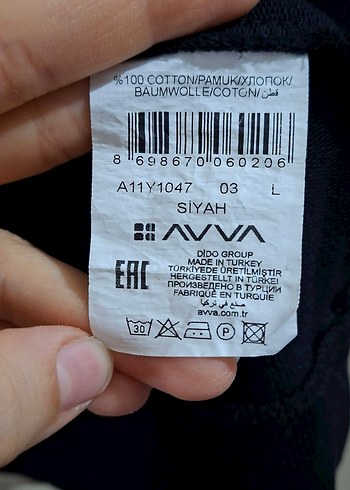 %100 COTTON/PAMUK/ХЛОПОК/
BAUMWOLLE/COTON/ قطن
8 698670 060206
A11Y1047 03 L
SİYAH
AVVA
DİDO GROUP
MADE IN TURKEY
TÜRKİYEDE ÜRETİLMİŞTİR
HERGESTELLT IN TÜRKEI
ПРОИЗВЕДЕНО В ТУРЦИИ
FABRIQUÉ EN TURQUIE
صنع في تركيا
avva.com.tr
EAC
30 P